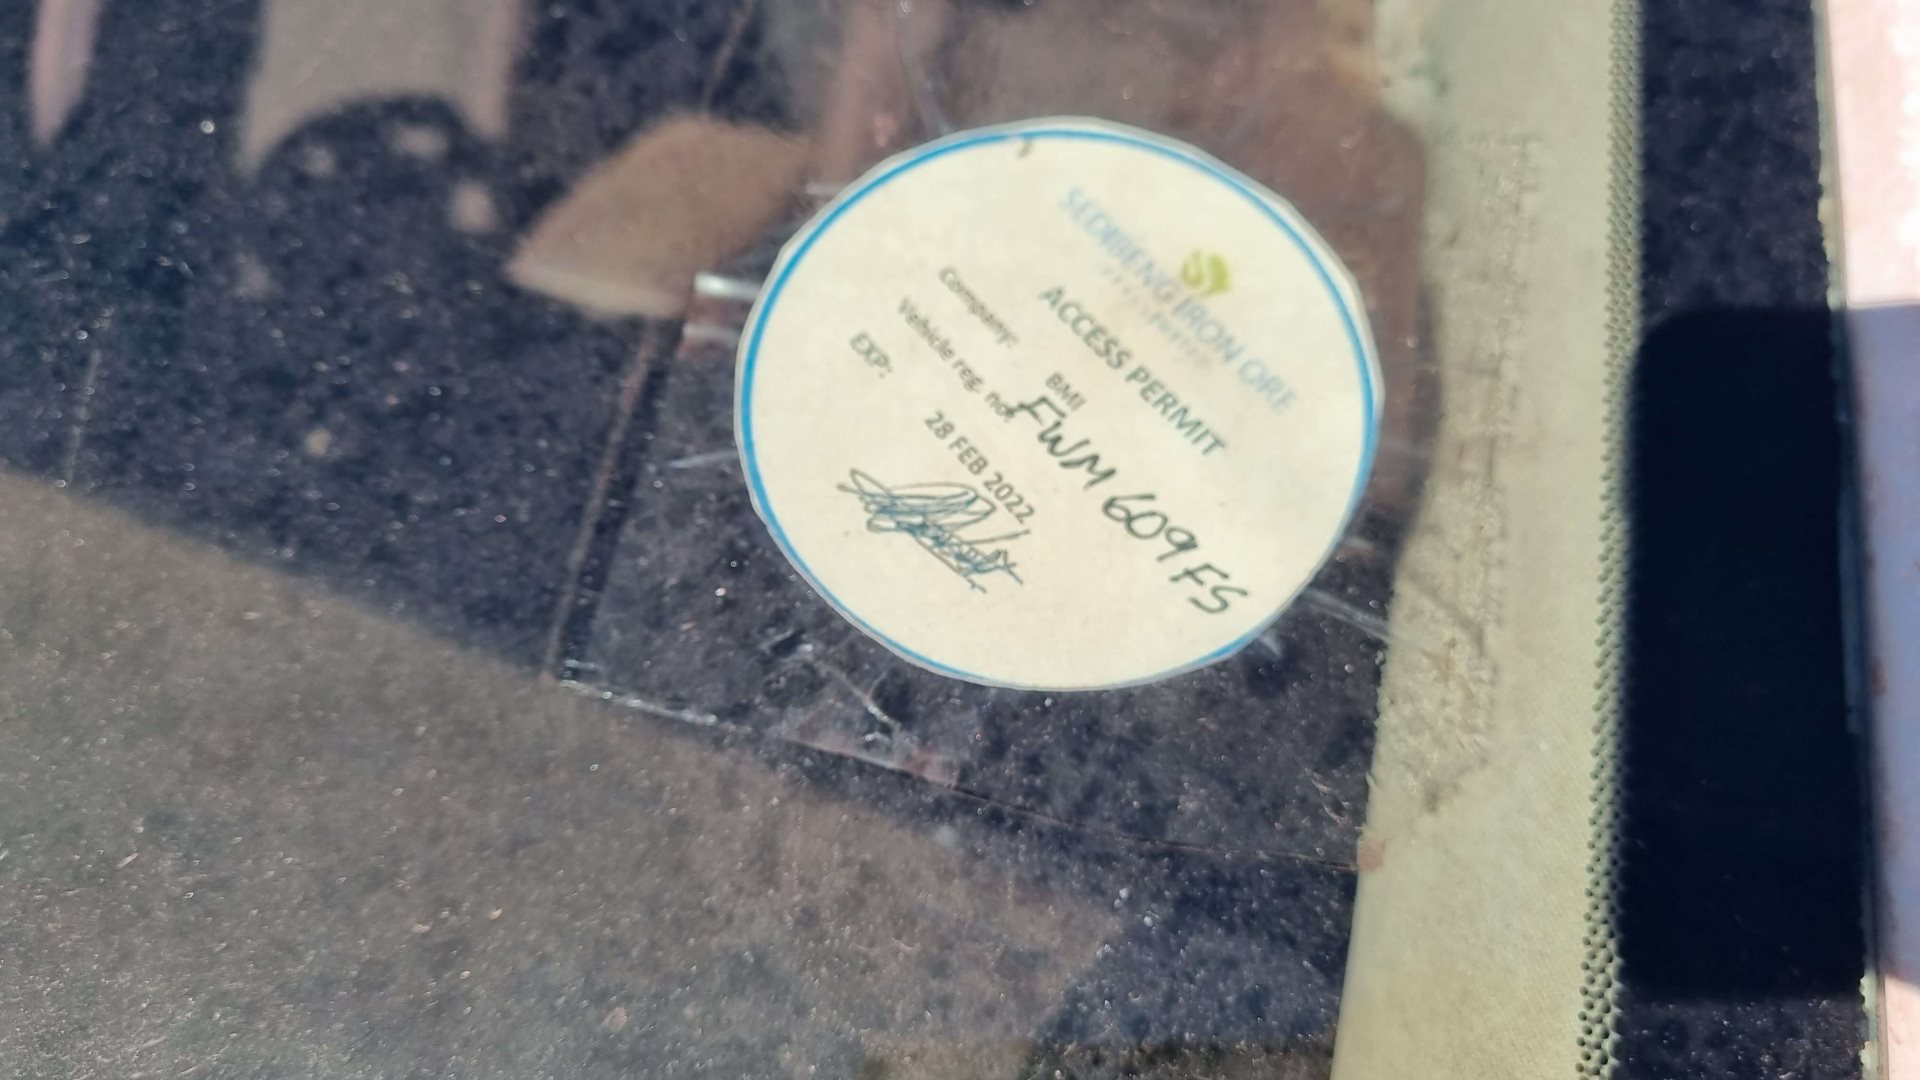 SEDIBENG IRON ORE
ACCESS PERMIT
Company: BMI
Vehicle reg. no: FWM 609 FS
EXP: 28 FEB 2022